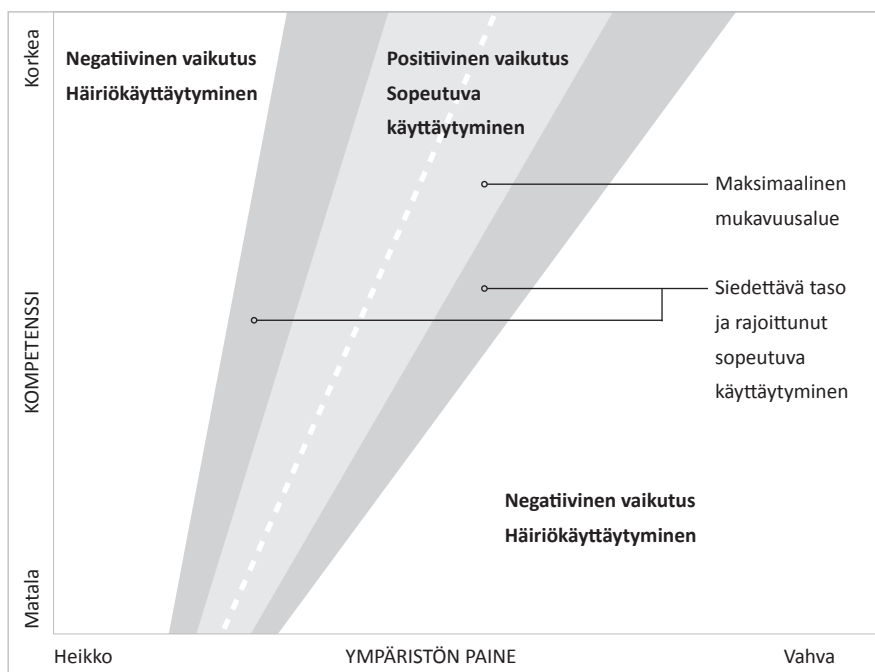 Korkea
KOMPETENSSI
Matala
Negatiivinen vaikutus
Häiriökäyttäytyminen
Positiivinen vaikutus
Sopeutuva
käyttäytyminen
Maksimaalinen
mukavuusalue
Siedettävä taso
ja rajoittunut
sopeutuva
käyttäytyminen
Negatiivinen vaikutus
Häiriökäyttäytyminen
Heikko
YMPÄRISTÖN PAINE
Vahva